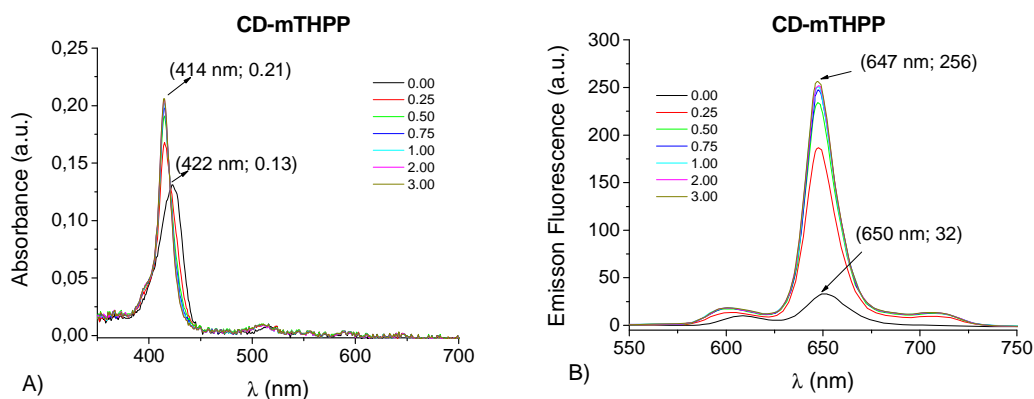 CD-mTHPP
(414 nm; 0.21)
(422 nm; 0.13)
0.00
0.25
0.50
0.75
1.00
2.00
3.00
Absorbance (a.u.)
0,25
0,20
0,15
0,10
0,05
0,00
400 500 600 700
λ (nm)
A)
CD-mTHPP
(647 nm; 256)
(650 nm; 32)
0.00
0.25
0.50
0.75
1.00
2.00
3.00
Emisson Fluorescence (a.u.)
300
250
200
150
100
50
0
550 600 650 700 750
λ (nm)
B)